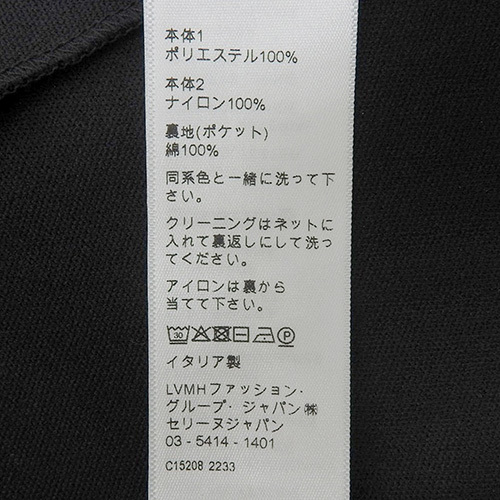 本体1
ポリエステル100%
本体2
ナイロン100%
裏地(ポケット)
綿100%
同系色と一緒に洗って下
さい。
クリーニングはネットに
入れて裏返しにして洗っ
てください。
アイロンは裏から
当てて下さい。
30 P
イタリア製
LVMHファッション・
グループ・ジャパン㈱
セリーヌジャパン
03 - 5414 - 1401
C15208 2233